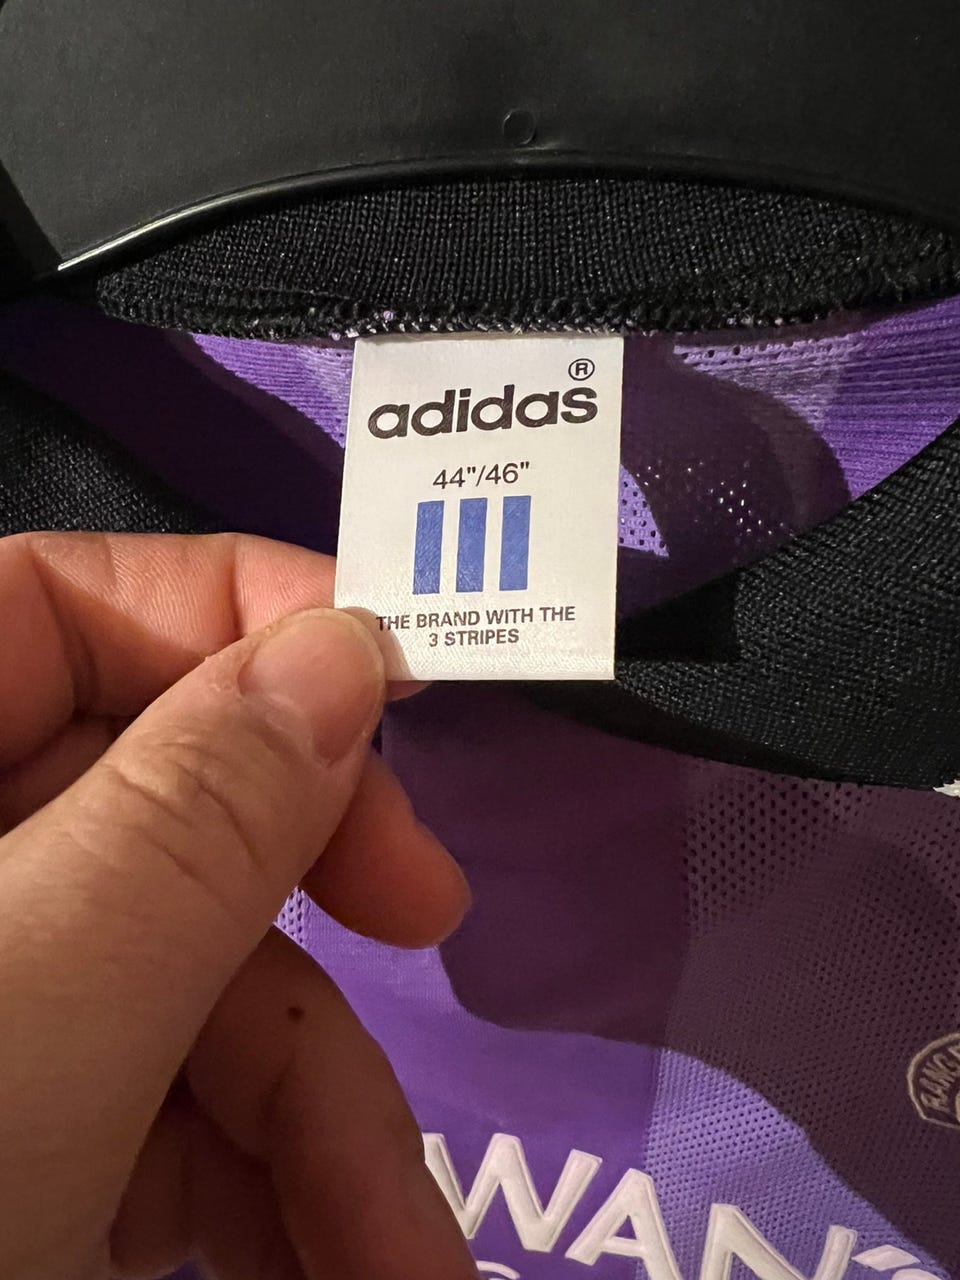 adidas®
44"/46"
THE BRAND WITH THE
3 STRIPES